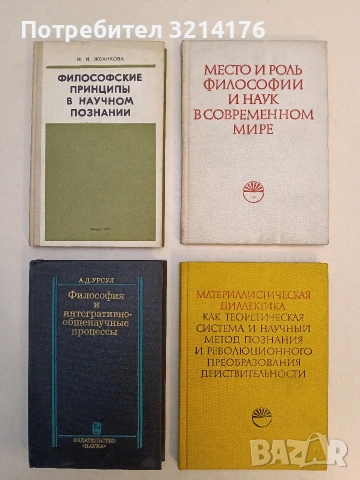 Потребител 3214176
И. И. ЖБАНКОВА
ФИЛОСОФСКИЕ
ПРИНЦИПЫ
В НАУЧНОМ
ПОЗНАНИИ
МЕСТО И РОЛЬ
ФИЛОСОФИИ
И НАУК
В СОВРЕМЕННОМ
МИРЕ
А.Д.УРСУЛ
Философия
и
интегративно-
общенаучные
процессы
ИЗДАТЕЛЬСТВО
«НАУКА»
МАТЕРИАЛИСТИЧЕСКАЯ
ДИАЛЕКТИКА
КАК ТЕОРЕТИЧЕСКАЯ
СИСТЕМА И НАУЧНЫЙ
МЕТОД ПОЗНАНИЯ
И РЕВОЛЮЦИОННОГО
ПРЕОБРАЗОВАНИЯ
ДЕЙСТВИТЕЛЬНОСТИ
BAZAR
bg